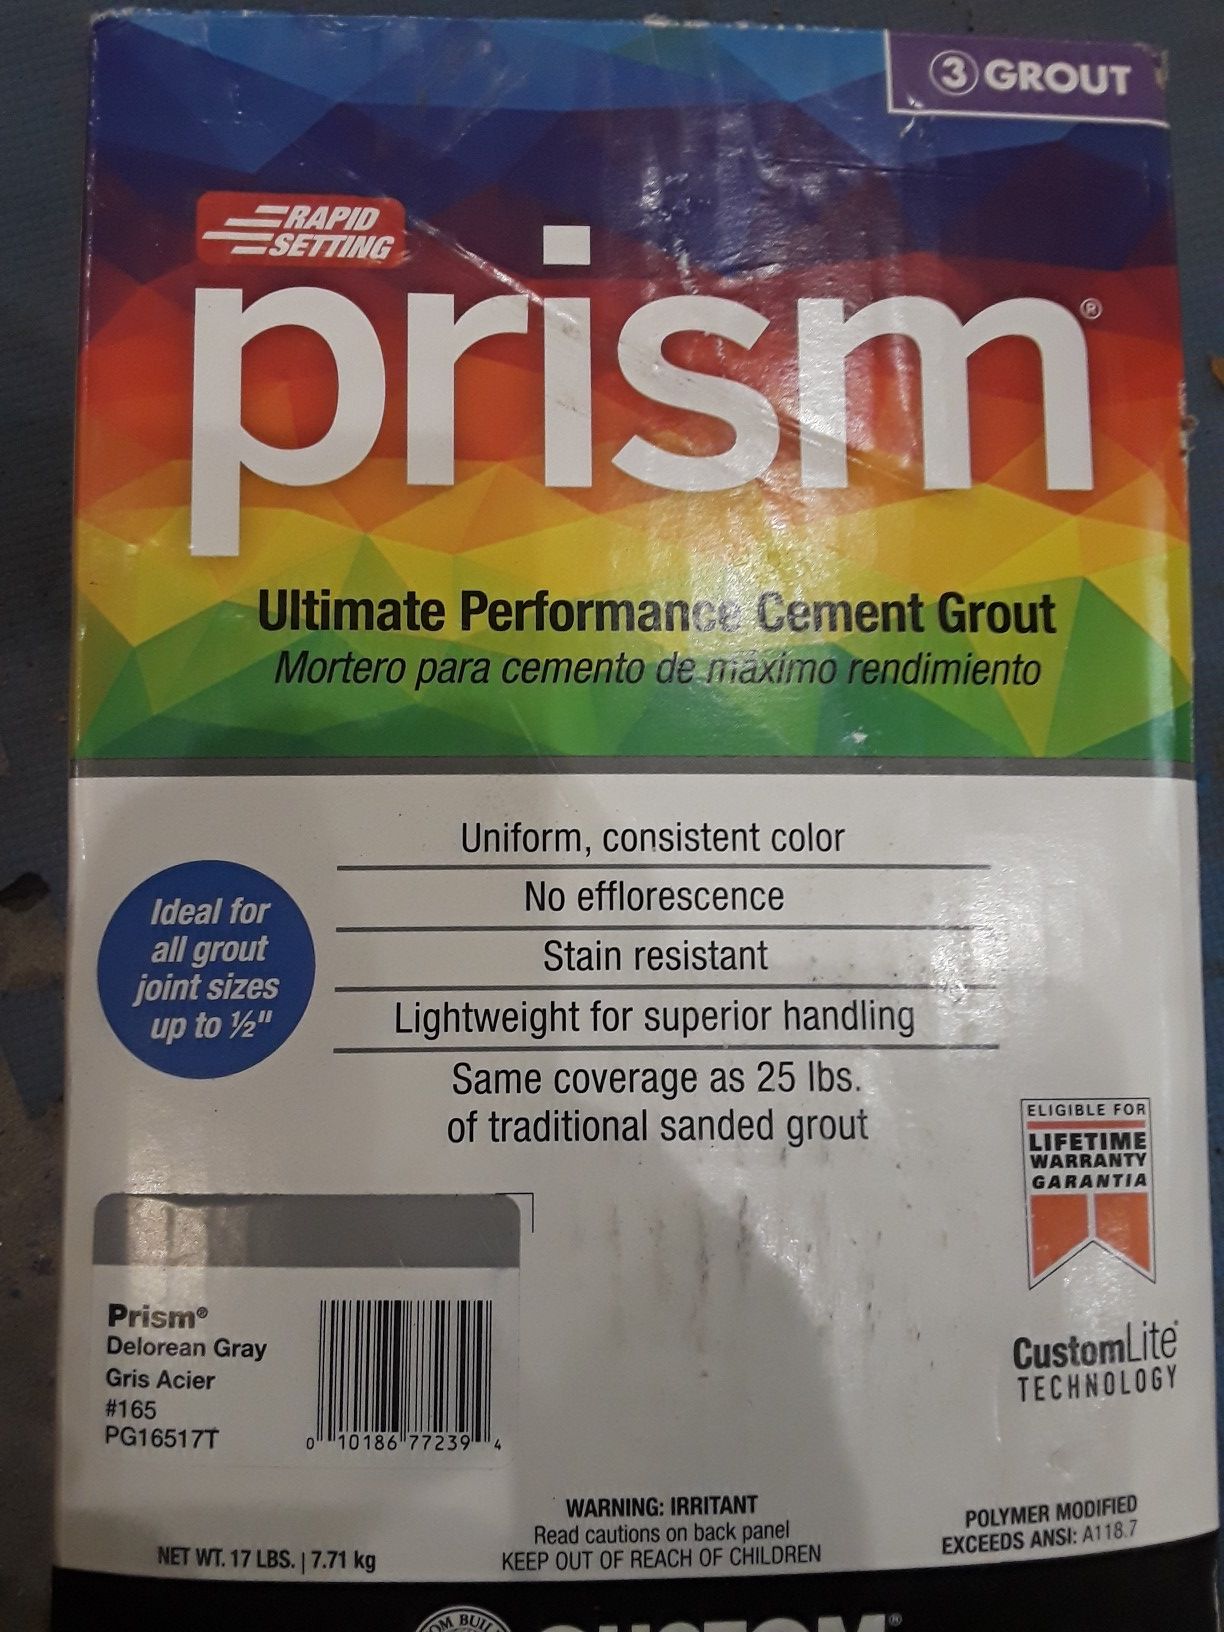 3 GROUT
RAPID
SETTING
prism®
Ultimate Performance Cement Grout
Mortero para cemento de máximo rendimiento
Uniform, consistent color
No efflorescence
Stain resistant
Lightweight for superior handling
Same coverage as 25 lbs.
of traditional sanded grout
Ideal for
all grout
joint sizes
up to ½"
ELIGIBLE FOR
LIFETIME
WARRANTY
GARANTIA
CustomLite®
TECHNOLOGY
Prism®
Delorean Gray
Gris Acier
#165
PG16517T
0 10186 77239 4
NET WT. 17 LBS. | 7.71 kg
WARNING: IRRITANT
Read cautions on back panel
KEEP OUT OF REACH OF CHILDREN
POLYMER MODIFIED
EXCEEDS ANSI: A118.7
CUSTOM®